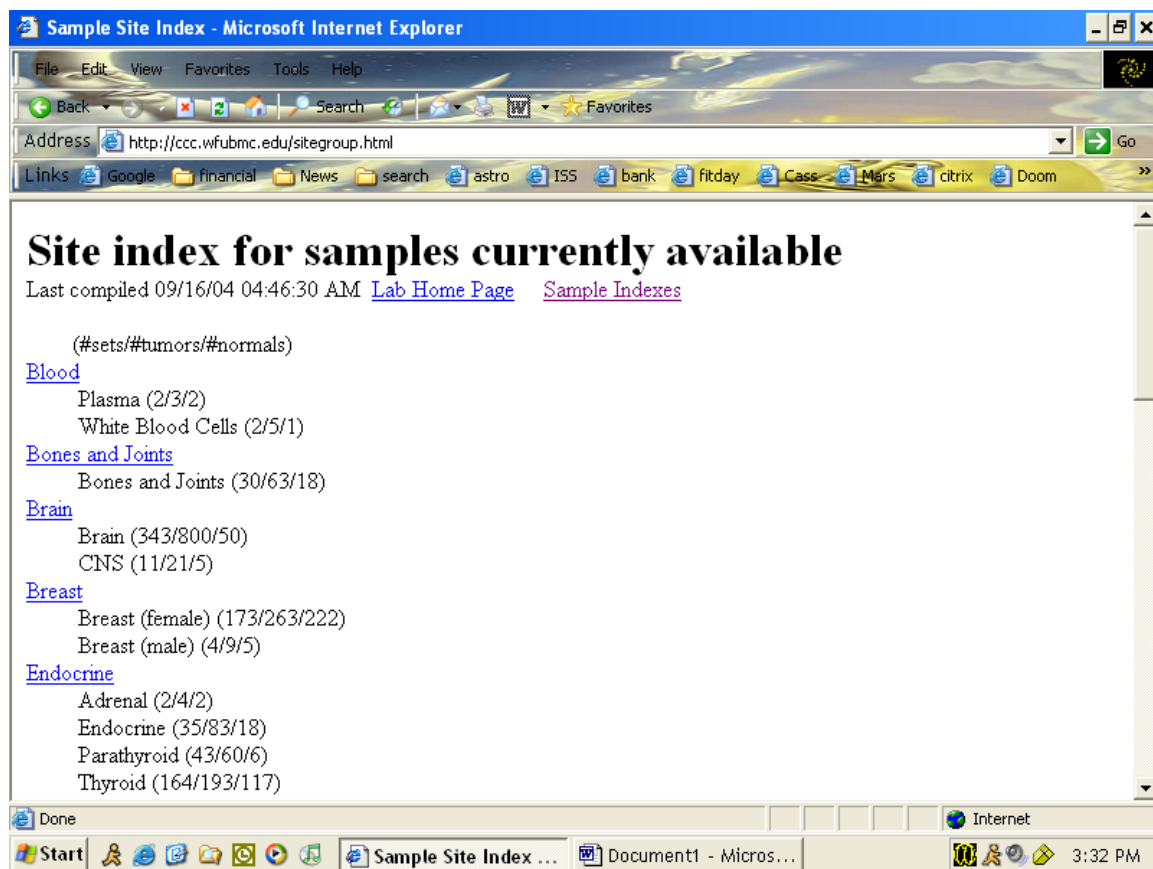 Sample Site Index - Microsoft Internet Explorer
File Edit View Favorites Tools Help
Back Search W Favorites
Address http://ccc.wfubmc.edu/sitegroup.html Go
Links Google financial News search astro ISS bank fitday Cass Mars citrix Doom »
Site index for samples currently available
Last compiled 09/16/04 04:46:30 AM Lab Home Page Sample Indexes
(#sets/#tumors/#normals)
Blood
Plasma (2/3/2)
White Blood Cells (2/5/1)
Bones and Joints
Bones and Joints (30/63/18)
Brain
Brain (343/800/50)
CNS (11/21/5)
Breast
Breast (female) (173/263/222)
Breast (male) (4/9/5)
Endocrine
Adrenal (2/4/2)
Endocrine (35/83/18)
Parathyroid (43/60/6)
Thyroid (164/193/117)
Done Internet
Start Sample Site Index ... Document1 - Micros... 3:32 PM